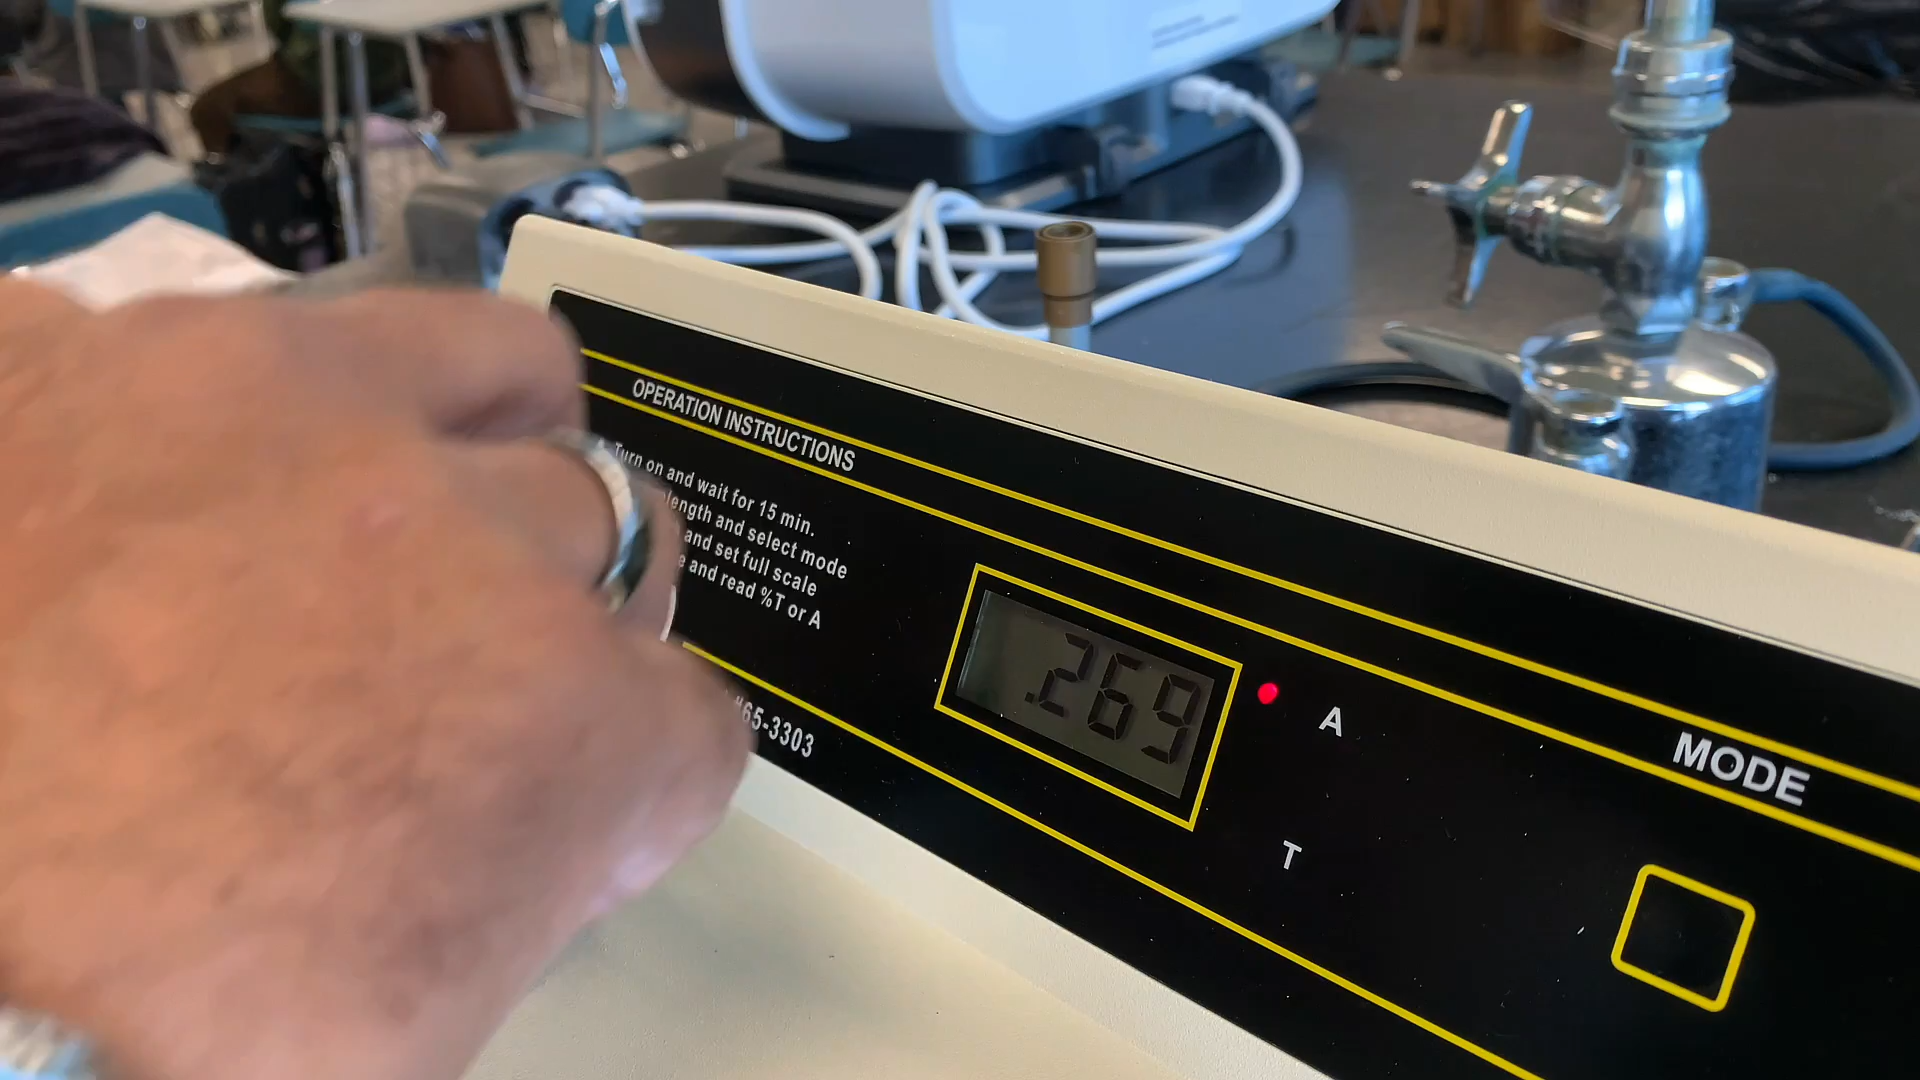 OPERATION INSTRUCTIONS
Turn on and wait for 15 min.
and select mode
and set full scale
and read %T or A
#65-3303
.269
A
T
MODE